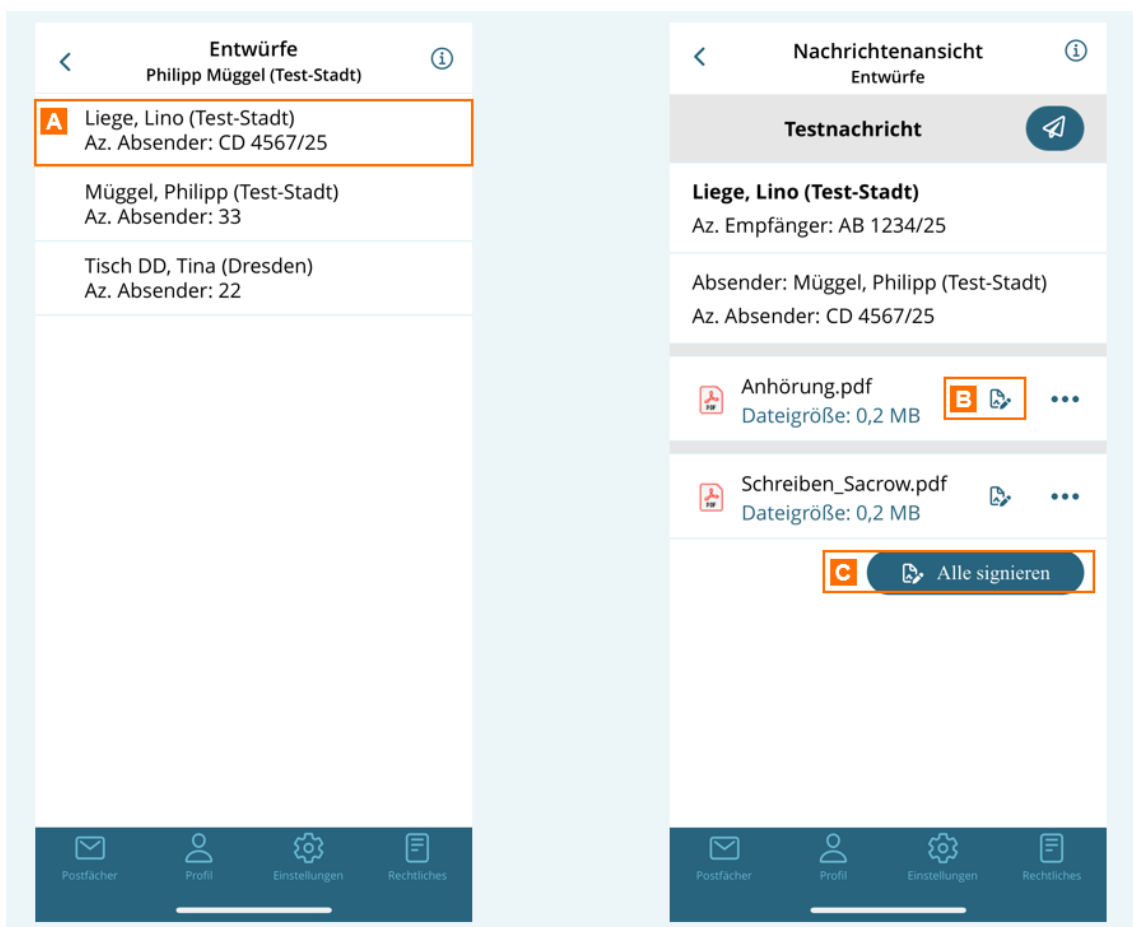 Entwürfe
Philipp Müggel (Test-Stadt)
A
Liege, Lino (Test-Stadt)
Az. Absender: CD 4567/25
Müggel, Philipp (Test-Stadt)
Az. Absender: 33
Tisch DD, Tina (Dresden)
Az. Absender: 22
Postfächer Profil Einstellungen Rechtliches
Nachrichtenansicht
Entwürfe
Testnachricht
Liege, Lino (Test-Stadt)
Az. Empfänger: AB 1234/25
Absender: Müggel, Philipp (Test-Stadt)
Az. Absender: CD 4567/25
PDF
Anhörung.pdf
Dateigröße: 0,2 MB
B
PDF
Schreiben_Sacrow.pdf
Dateigröße: 0,2 MB
C
Alle signieren
Postfächer Profil Einstellungen Rechtliches